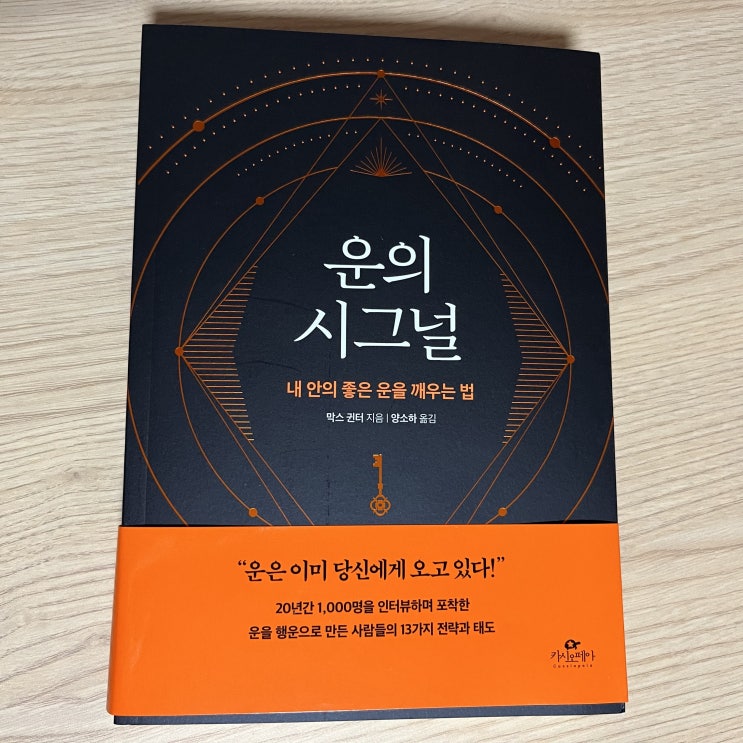 운의
시그널
내 안의 좋은 운을 깨우는 법
막스 귄터 지음 | 양소하 옮김
“운은 이미 당신에게 오고 있다!”
20년간 1,000명을 인터뷰하며 포착한
운을 행운으로 만든 사람들의 13가지 전략과 태도
카시오페아
Cassiopeia